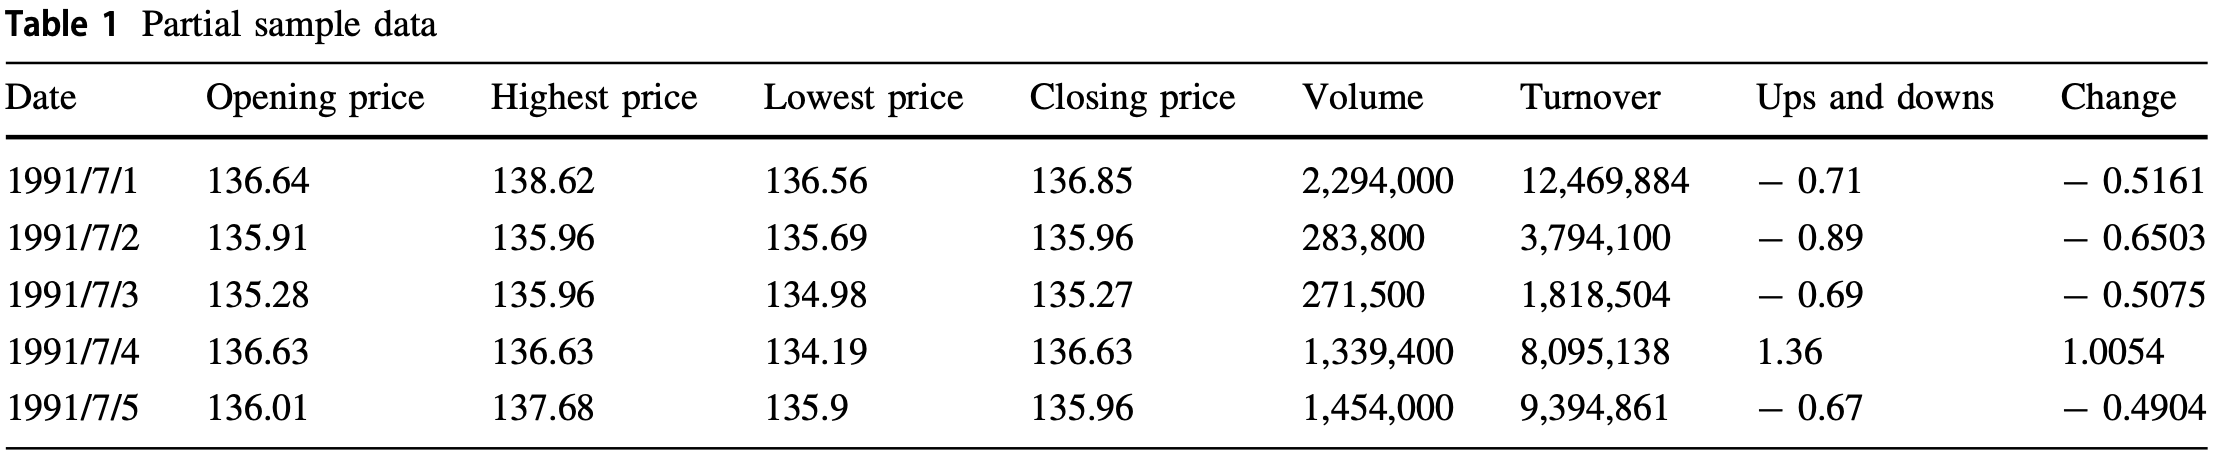 Table 1 Partial sample data
Date Opening price Highest price Lowest price Closing price Volume Turnover Ups and downs Change
1991/7/1 136.64 138.62 136.56 136.85 2,294,000 12,469,884 − 0.71 − 0.5161
1991/7/2 135.91 135.96 135.69 135.96 283,800 3,794,100 − 0.89 − 0.6503
1991/7/3 135.28 135.96 134.98 135.27 271,500 1,818,504 − 0.69 − 0.5075
1991/7/4 136.63 136.63 134.19 136.63 1,339,400 8,095,138 1.36 1.0054
1991/7/5 136.01 137.68 135.9 135.96 1,454,000 9,394,861 − 0.67 − 0.4904